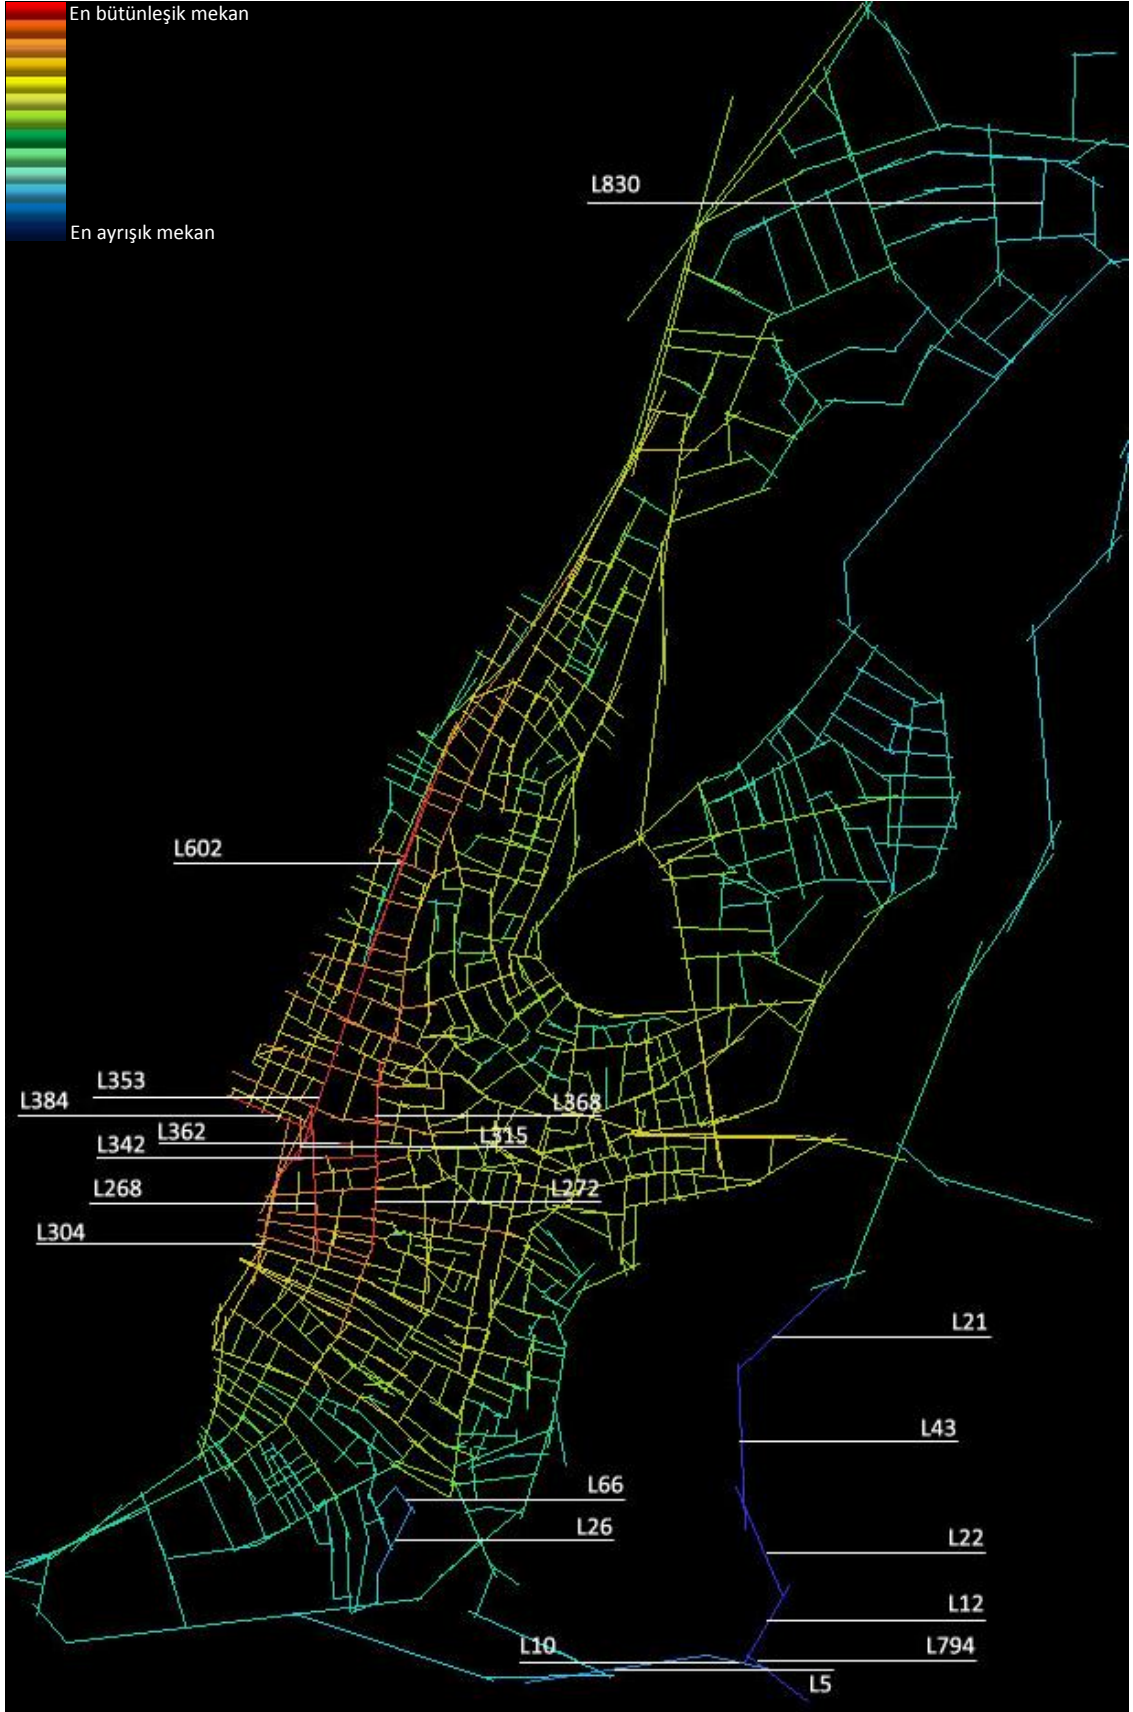 En bütünleşik mekan
En ayrışık mekan
L830
L602
L353
L384
L368
L362
L315
L342
L268
L272
L304
L21
L43
L66
L26
L22
L12
L10
L794
L5